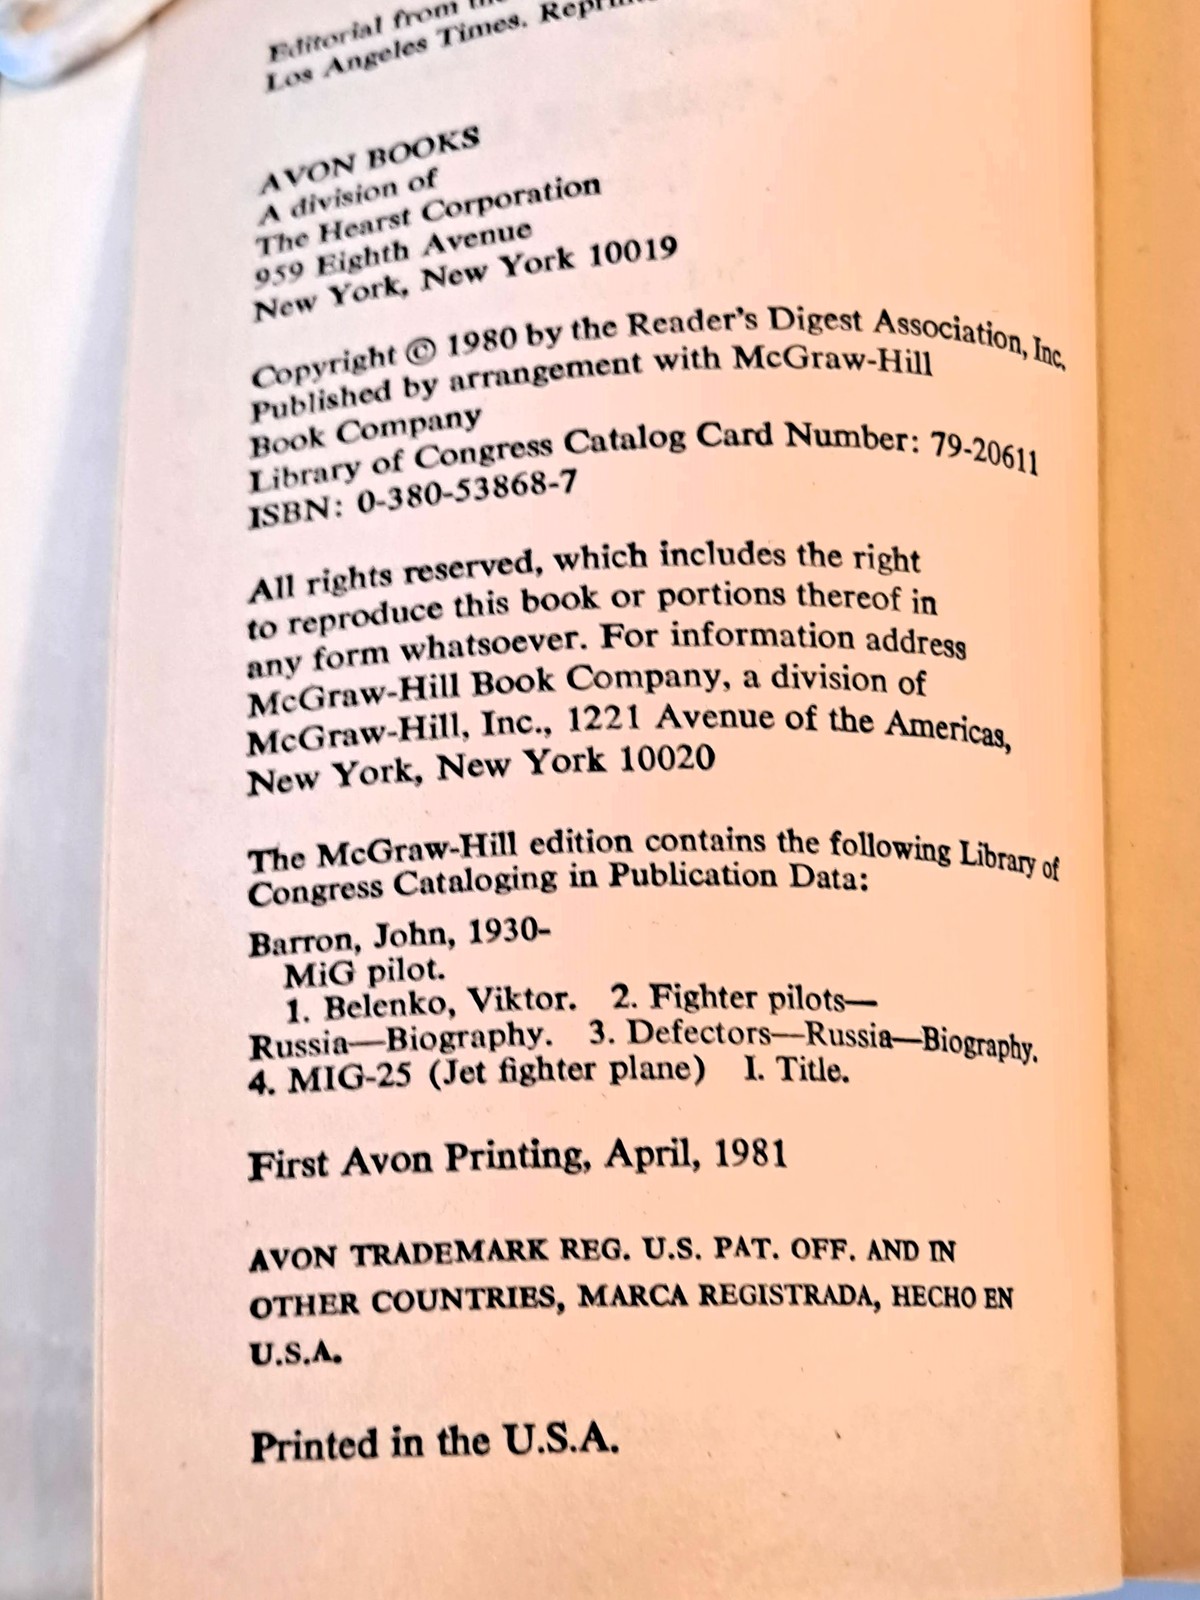 Editorial from the
Los Angeles Times.
AVON BOOKS
A division of
The Hearst Corporation
959 Eighth Avenue
New York, New York 10019
Copyright © 1980 by the Reader's Digest Association, Inc.
Published by arrangement with McGraw-Hill
Book Company
Library of Congress Catalog Card Number: 79-20611
ISBN: 0-380-53868-7
All rights reserved, which includes the right
to reproduce this book or portions thereof in
any form whatsoever. For information address
McGraw-Hill Book Company, a division of
McGraw-Hill, Inc., 1221 Avenue of the Americas,
New York, New York 10020
The McGraw-Hill edition contains the following Library of
Congress Cataloging in Publication Data:
Barron, John, 1930-
MiG pilot.
1. Belenko, Viktor. 2. Fighter pilots—
Russia—Biography. 3. Defectors—Russia—Biography.
4. MIG-25 (Jet fighter plane) I. Title.
First Avon Printing, April, 1981
AVON TRADEMARK REG. U.S. PAT. OFF. AND IN
OTHER COUNTRIES, MARCA REGISTRADA, HECHO EN
U.S.A.
Printed in the U.S.A.